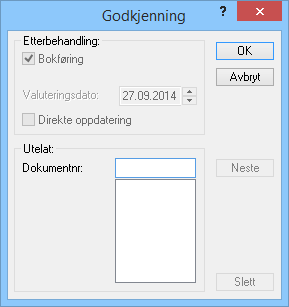 Godkjenning ?
Etterbehandling:
OK
Bokføring
Avbryt
Valuteringsdato: 27.09.2014
Direkte oppdatering
Utelat:
Dokumentnr:
Neste
Slett